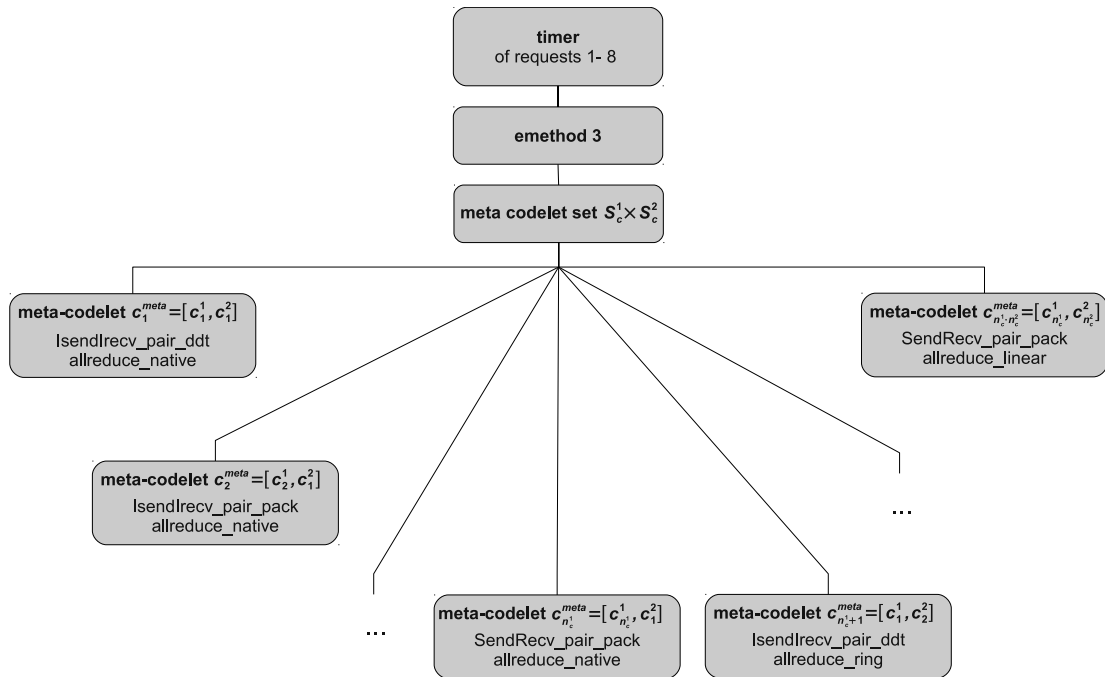 timer
of requests 1- 8
emethod 3
meta codelet set S_c^1×S_c^2
meta-codelet c_1^{meta}=[c_1^1,c_1^2]
IsendIrecv_pair_ddt
allreduce_native
meta-codelet c_{n_c^1·n_c^2}^{meta}=[c_{n_c^1}^1,c_{n_c^2}^2]
SendRecv_pair_pack
allreduce_linear
meta-codelet c_2^{meta}=[c_2^1,c_1^2]
IsendIrecv_pair_pack
allreduce_native
...
...
meta-codelet c_{n_c^1}^{meta}=[c_{n_c^1}^1,c_1^2]
SendRecv_pair_pack
allreduce_native
meta-codelet c_{n_c^1+1}^{meta}=[c_1^1,c_2^2]
IsendIrecv_pair_ddt
allreduce_ring